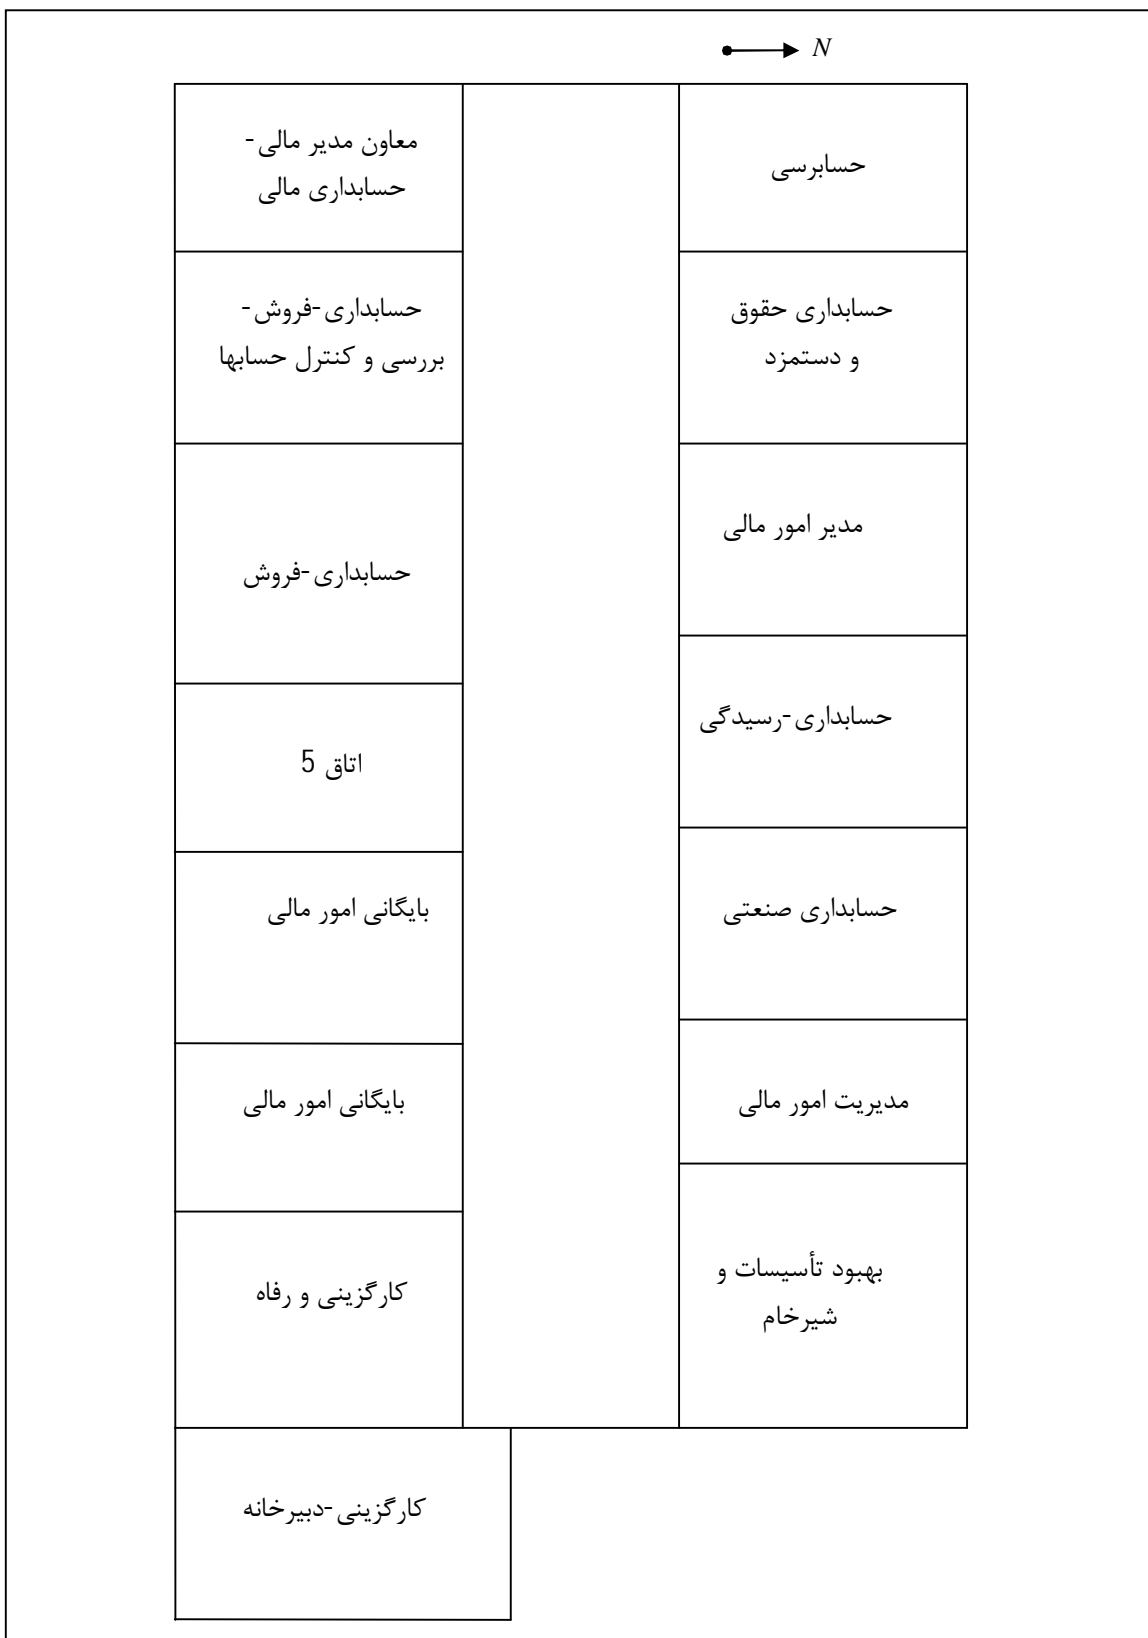 N
حسابرسی
معاون مدیر مالی-
حسابداری مالی
حسابداری حقوق
و دستمزد
حسابداری-فروش-
بررسی و کنترل حسابها
مدیر امور مالی
حسابداری-فروش
حسابداری-رسیدگی
اتاق 5
حسابداری صنعتی
بایگانی امور مالی
مدیریت امور مالی
بایگانی امور مالی
بهبود تأسیسات و
شیرخام
کارگزینی و رفاه
کارگزینی-دبیرخانه